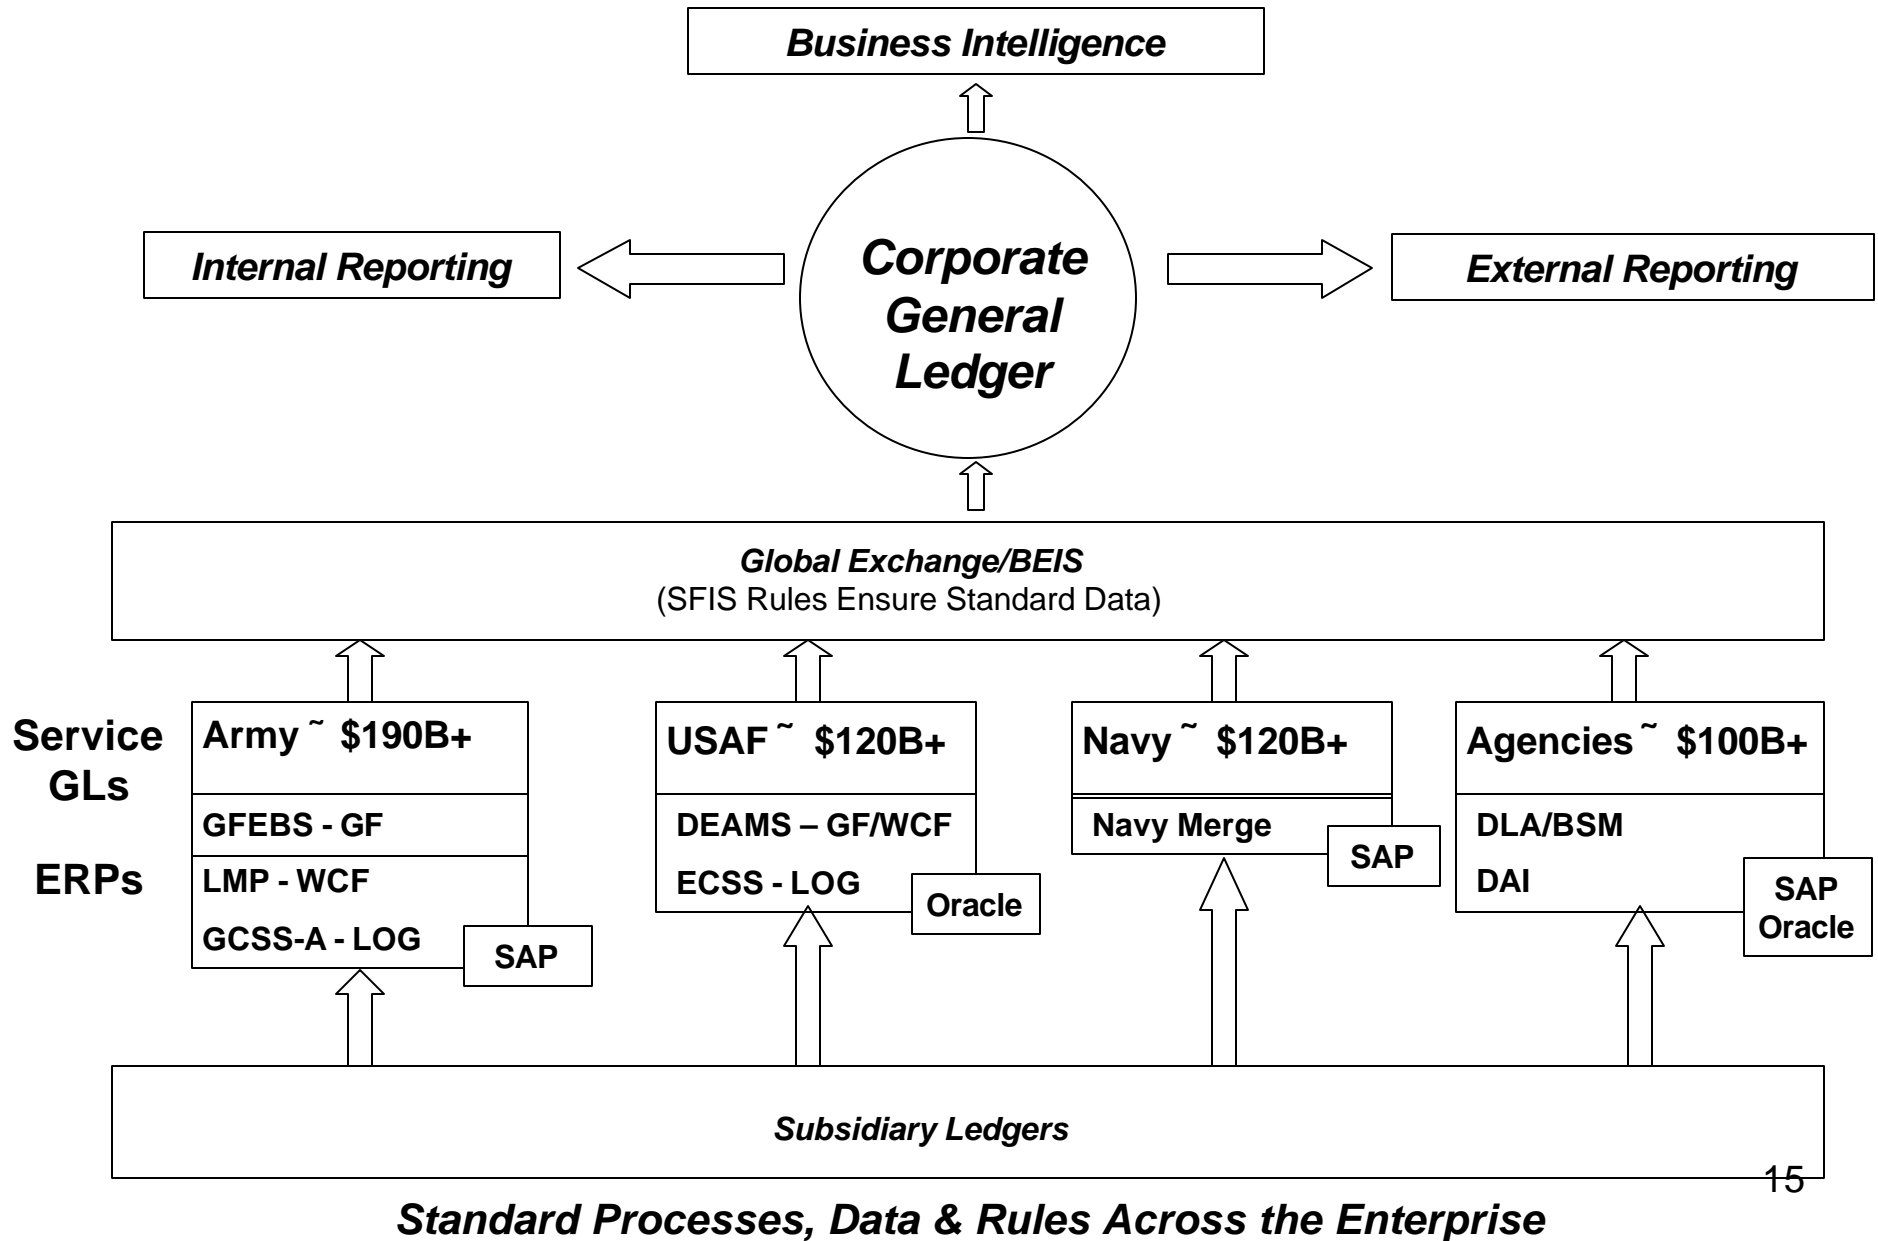 Business Intelligence
Internal Reporting
Corporate
General
Ledger
External Reporting
Global Exchange/BEIS
(SFIS Rules Ensure Standard Data)
Service
GLs
ERPs
Army ~ $190B+
GFEBS - GF
LMP - WCF
GCSS-A - LOG
SAP
USAF ~ $120B+
DEAMS – GF/WCF
ECSS - LOG
Oracle
Navy ~ $120B+
Navy Merge
SAP
Agencies ~ $100B+
DLA/BSM
DAI
SAP
Oracle
Subsidiary Ledgers
15
Standard Processes, Data & Rules Across the Enterprise